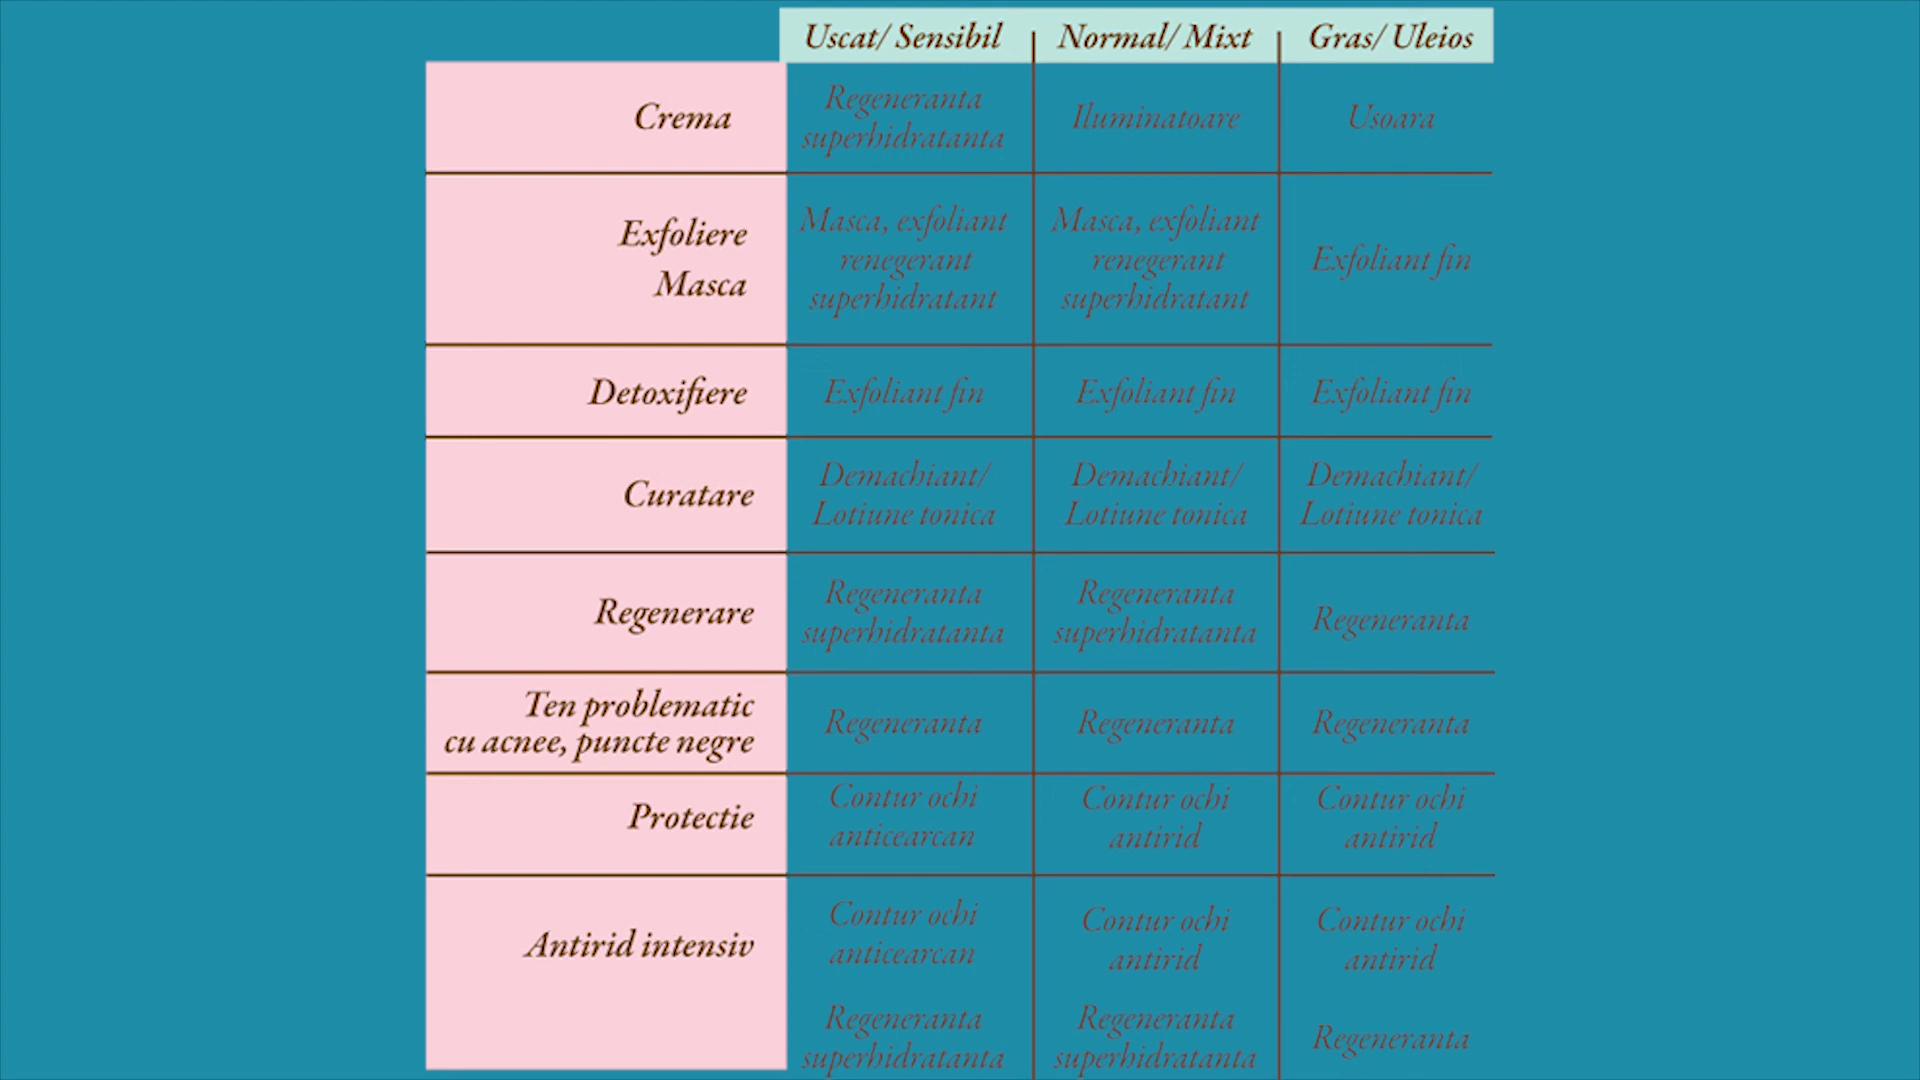 Uscat/ Sensibil Normal/ Mixt Gras/ Uleios
Crema
Regeneranta
superhidratanta
Iluminatoare
Usoara
Exfoliere
Masca
Masca, exfoliant
renegerant
superhidratant
Masca, exfoliant
renegerant
superhidratant
Exfoliant fin
Detoxifiere
Exfoliant fin
Exfoliant fin
Exfoliant fin
Curatare
Demachiant/
Lotiune tonica
Demachiant/
Lotiune tonica
Demachiant/
Lotiune tonica
Regenerare
Regeneranta
superhidratanta
Regeneranta
superhidratanta
Regeneranta
Ten problematic
cu acnee, puncte negre
Regeneranta
Regeneranta
Regeneranta
Protectie
Contur ochi
anticearcan
Contur ochi
antirid
Contur ochi
antirid
Antirid intensiv
Contur ochi
anticearcan
Contur ochi
antirid
Contur ochi
antirid
Regeneranta
superhidratanta
Regeneranta
superhidratanta
Regeneranta